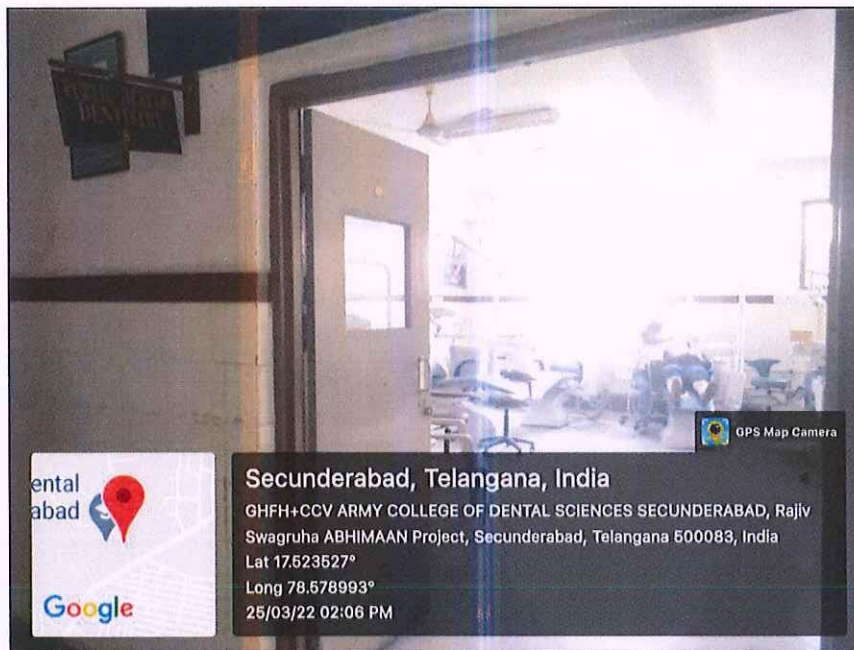 DENTISTRY
GPS Map Camera
ental
abad
Google
Secunderabad, Telangana, India
GHFH+CCV ARMY COLLEGE OF DENTAL SCIENCES SECUNDERABAD, Rajiv
Swagruha ABHIMAAN Project, Secunderabad, Telangana 500083, India
Lat 17.523527°
Long 78.578993°
25/03/22 02:06 PM